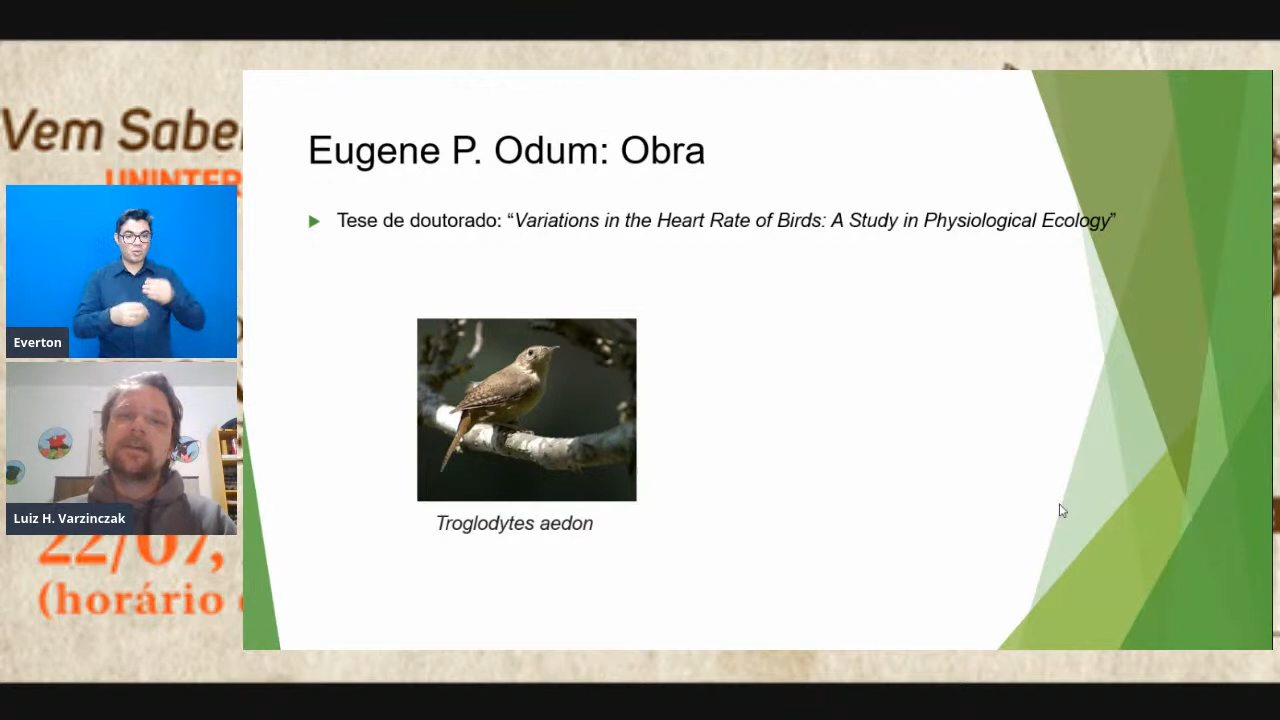 Vem Sabe
UNINTER
Eugene P. Odum: Obra
Tese de doutorado: “Variations in the Heart Rate of Birds: A Study in Physiological Ecology”
Troglodytes aedon
Everton
Luiz H. Varzinczak
22/07,
(horário